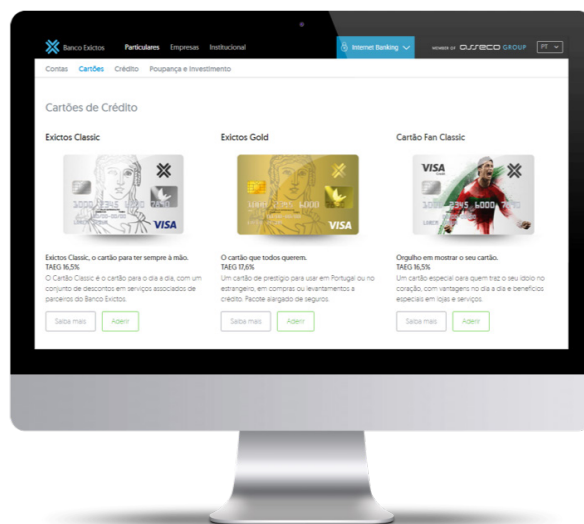 Banco Exictos Particulares Empresas Institucional Internet Banking MEMBER OF asseco GROUP PT
Contas Cartões Crédito Poupança e Investimento
Cartões de Crédito
Exictos Classic
VISA
Exictos Classic, o cartão para ter sempre à mão.
TAEG 16,5%
O Cartão Classic é o cartão para o dia a dia, com um
conjunto de descontos em serviços associados de
parceiros do Banco Exictos.
Saiba mais Aderir
Exictos Gold
VISA
O cartão que todos querem.
TAEG 17,6%
Um cartão de prestígio para usar em Portugal ou no
estrangeiro, em compras ou levantamentos a
crédito. Pacote alargado de seguros.
Saiba mais Aderir
Cartão Fan Classic
VISA
Orgulho em mostrar o seu cartão.
TAEG 16,5%
Um cartão especial para quem traz o seu ídolo no
coração, com vantagens no dia a dia e benefícios
especiais em lojas e serviços.
Saiba mais Aderir